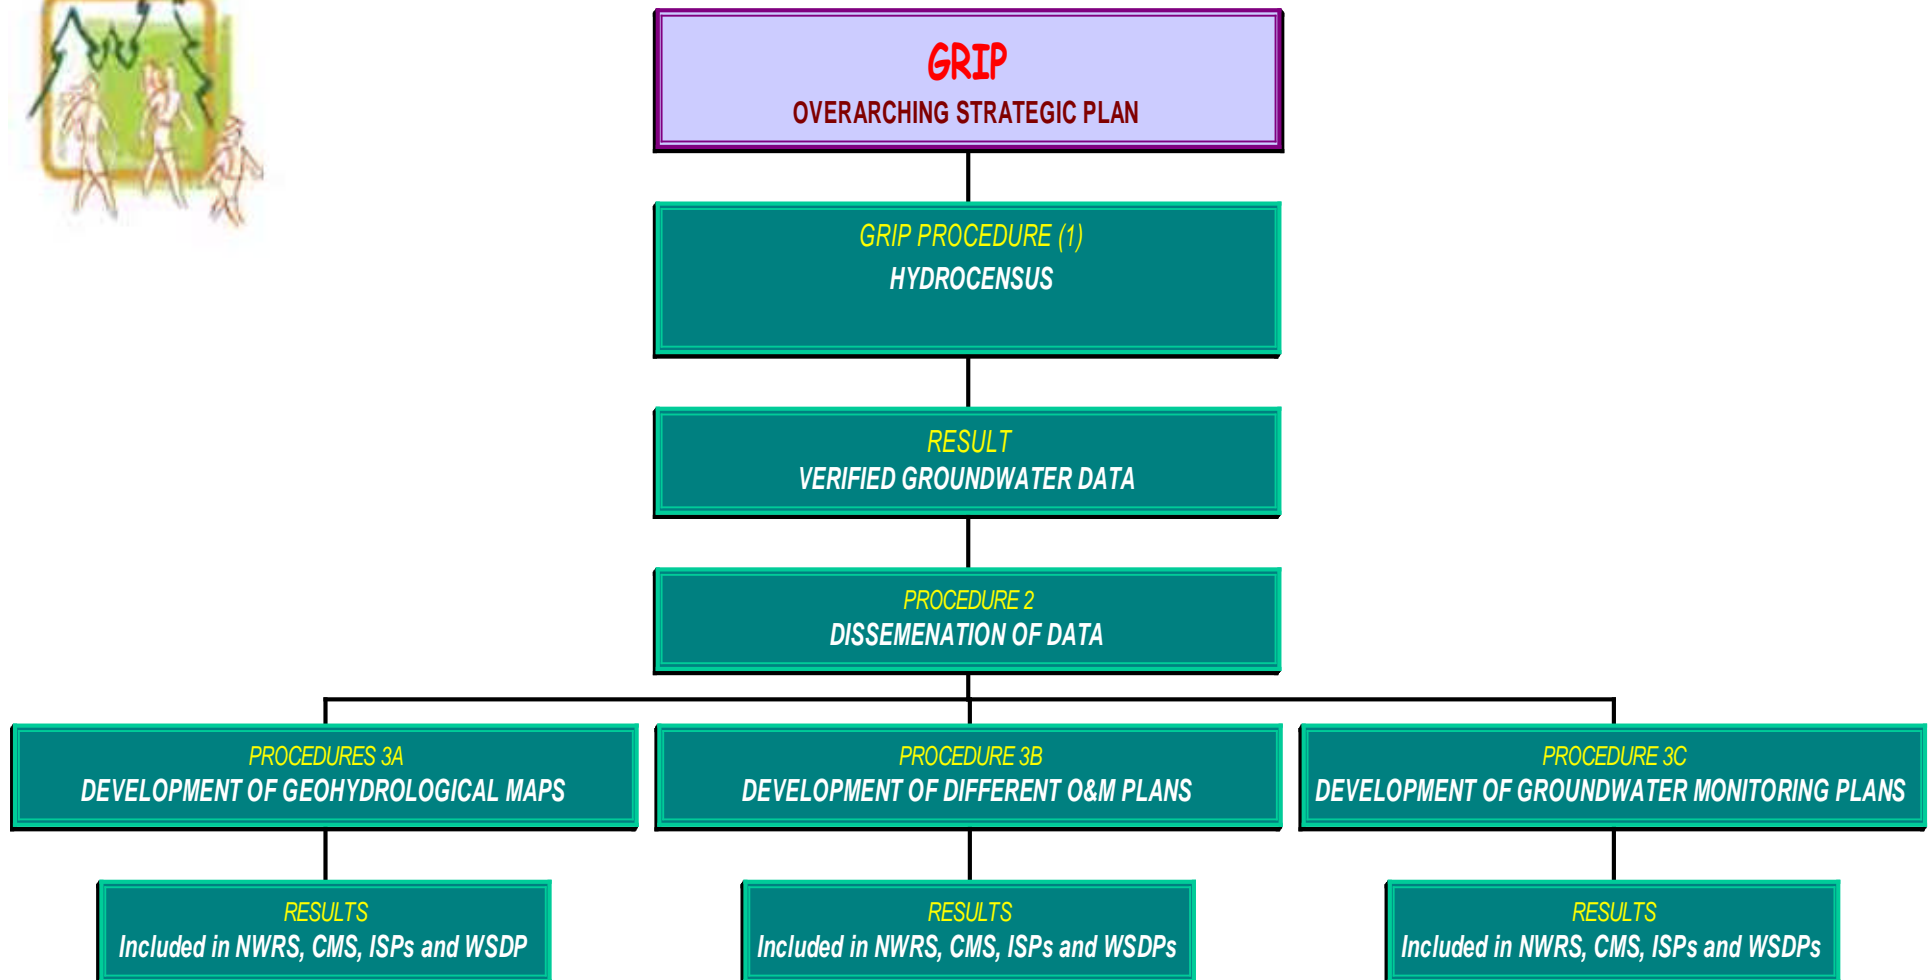 GRIP
OVERARCHING STRATEGIC PLAN
GRIP PROCEDURE (1)
HYDROCENSUS
RESULT
VERIFIED GROUNDWATER DATA
PROCEDURE 2
DISSEMENATION OF DATA
PROCEDURES 3A
DEVELOPMENT OF GEOHYDROLOGICAL MAPS
PROCEDURE 3B
DEVELOPMENT OF DIFFERENT O&M PLANS
PROCEDURE 3C
DEVELOPMENT OF GROUNDWATER MONITORING PLANS
RESULTS
Included in NWRS, CMS, ISPs and WSDP
RESULTS
Included in NWRS, CMS, ISPs and WSDPs
RESULTS
Included in NWRS, CMS, ISPs and WSDPs